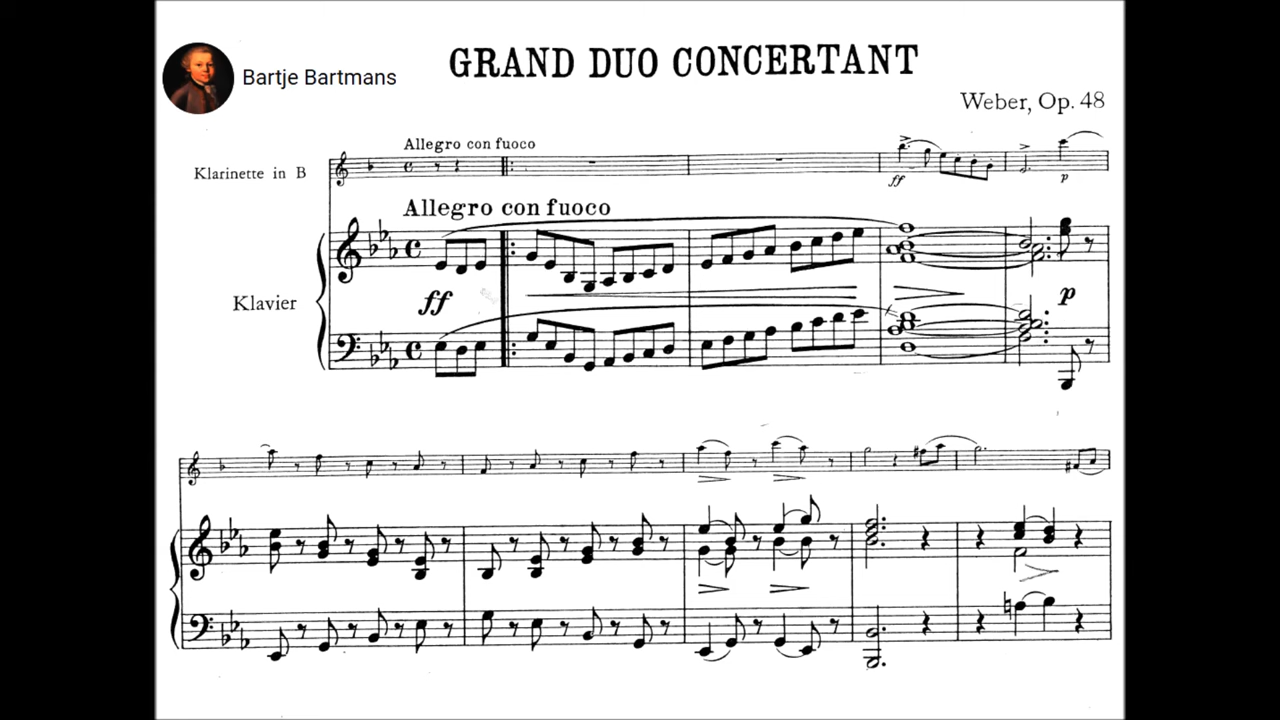 GRAND DUO CONCERTANT
Bartje Bartmans
Weber, Op. 48
Allegro con fuoco
Klarinette in B
ff
p
Allegro con fuoco
Klavier
ff
p